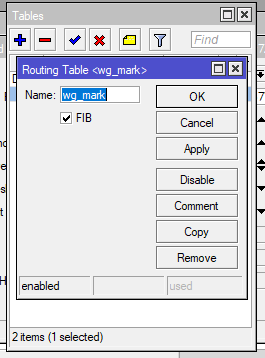 Tables
Find
Routing Table <wg_mark>
Name: wg_mark
FIB
OK
Cancel
Apply
Disable
Comment
Copy
Remove
enabled
used
2 items (1 selected)